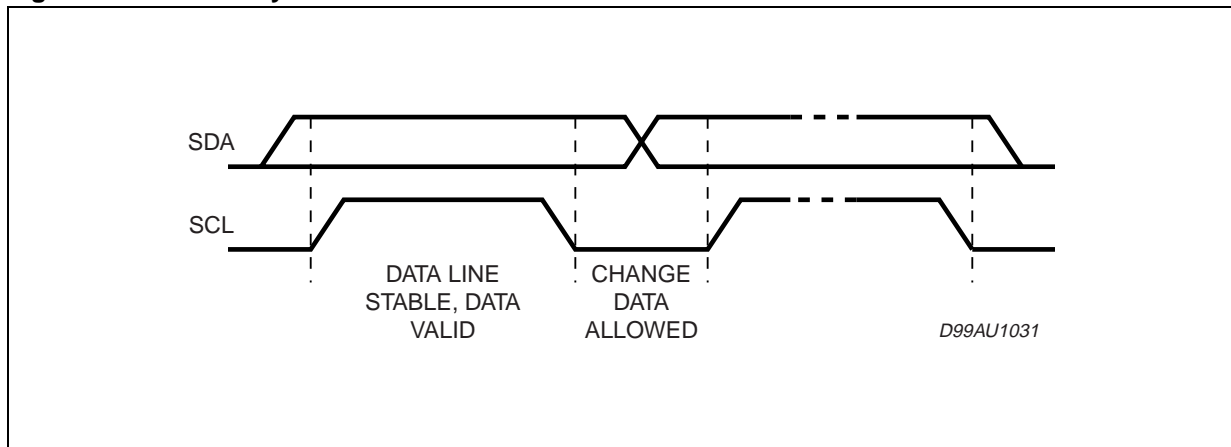 SDA
SCL
DATA LINE
STABLE, DATA
VALID
CHANGE
DATA
ALLOWED
D99AU1031